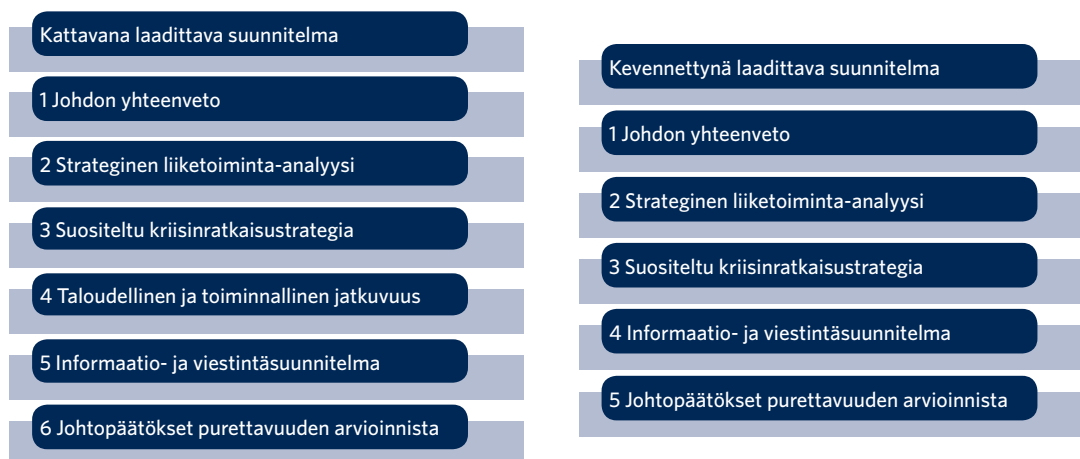 Kattavana laadittava suunnitelma
1 Johdon yhteenveto
2 Strateginen liiketoiminta-analyysi
3 Suositeltu kriisinratkaisustrategia
4 Taloudellinen ja toiminnallinen jatkuvuus
5 Informaatio- ja viestintäsuunnitelma
6 Johtopäätökset purettavuuden arvioinnista
Kevennettynä laadittava suunnitelma
1 Johdon yhteenveto
2 Strateginen liiketoiminta-analyysi
3 Suositeltu kriisinratkaisustrategia
4 Informaatio- ja viestintäsuunnitelma
5 Johtopäätökset purettavuuden arvioinnista